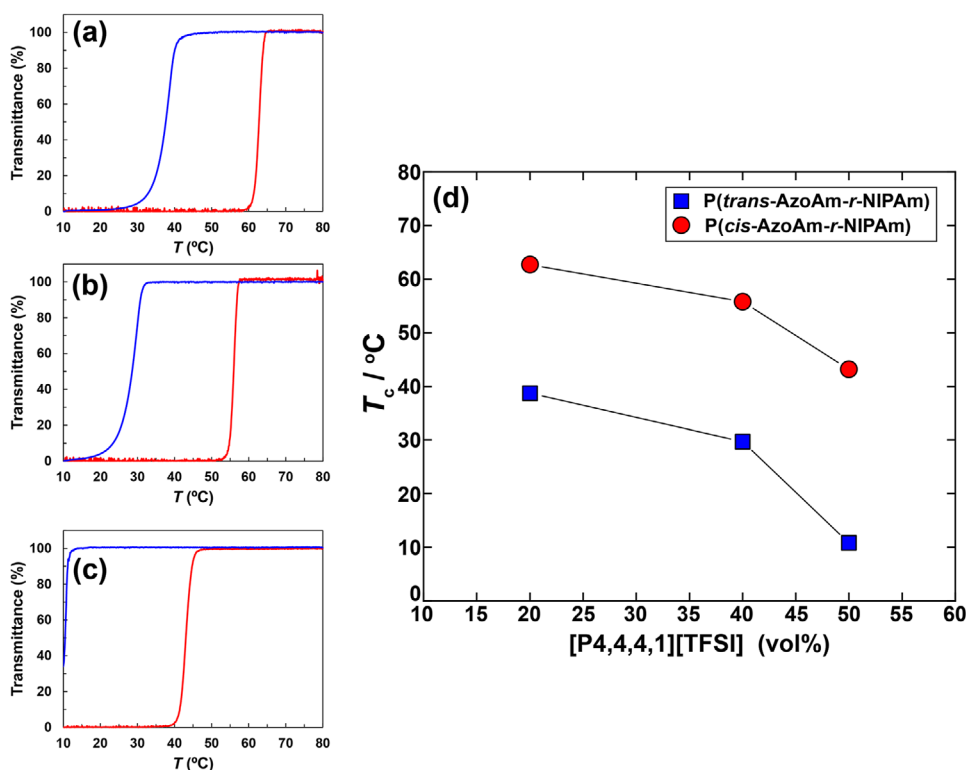 (a)
Transmittance (%)
100
80
60
40
20
0
10 20 30 40 50 60 70 80
T (ºC)
(b)
Transmittance (%)
100
80
60
40
20
0
10 20 30 40 50 60 70 80
T (ºC)
(c)
Transmittance (%)
100
80
60
40
20
0
10 20 30 40 50 60 70 80
T (ºC)
(d)
P(trans-AzoAm-r-NIPAm)
P(cis-AzoAm-r-NIPAm)
Tc / ºC
80
70
60
50
40
30
20
10
0
10 15 20 25 30 35 40 45 50 55 60
[P4,4,4,1][TFSI] (vol%)